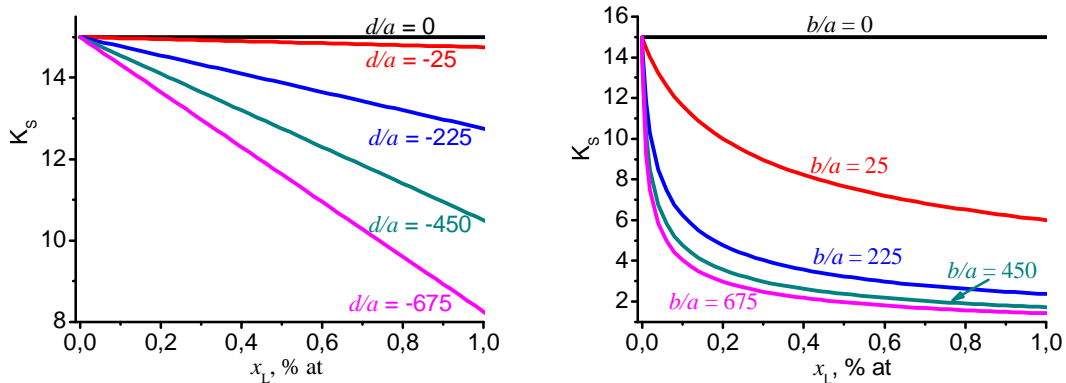 d/a = 0
d/a = -25
14
d/a = -225
K_S
12
d/a = -450
10
d/a = -675
8
0,0 0,2 0,4 0,6 0,8 1,0
x_L, % at
16
b/a = 0
14
12
10
K_S
8
b/a = 25
6
4
b/a = 225
b/a = 450
2
b/a = 675
0,0 0,2 0,4 0,6 0,8 1,0
x_L, % at